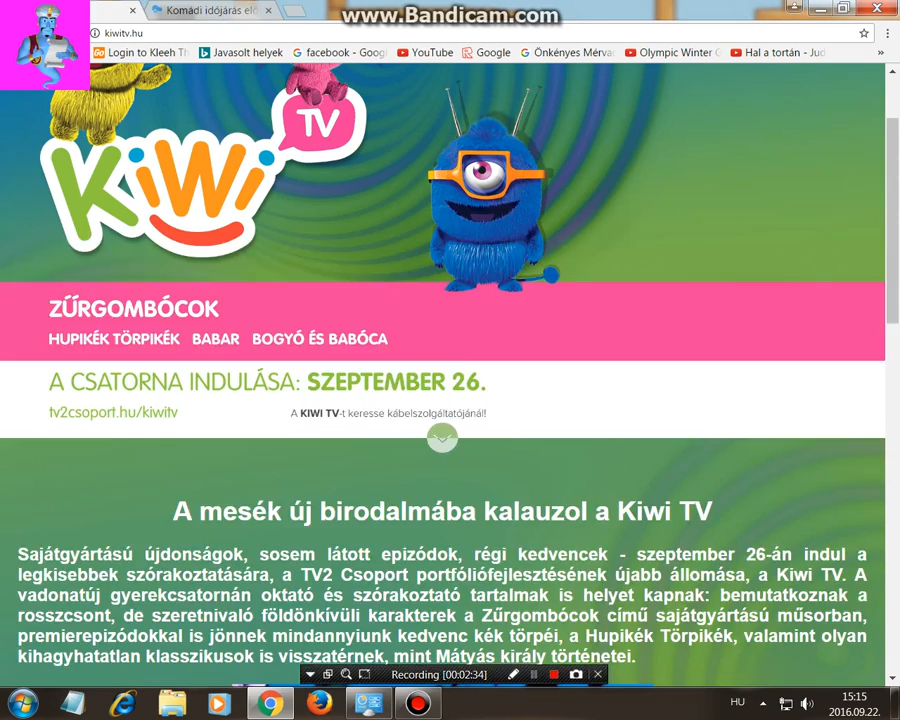 www.Bandicam.com
Komádi időjárás elő
kiwitv.hu
Login to Kleeh Th
Javasolt helyek
facebook – Goog
YouTube
Google
Önkényes Mérva
Olympic Winter G
Hal a tortán - Jud
»
KiWi TV
ZŰRGOMBÓCOK
HUPIKÉK TÖRPIKÉK BABAR BOGYÓ ÉS BABÓCA
A CSATORNA INDULÁSA: SZEPTEMBER 26.
tv2csoport.hu/kiwitv A KIWI TV-t keresse kábelszolgáltatójánál!
A mesék új birodalmába kalauzol a Kiwi TV
Sajátgyártású újdonságok, sosem látott epizódok, régi kedvencek - szeptember 26-án indul a
legkisebbek szórakoztatására, a TV2 Csoport portfóliófejlesztésének újabb állomása, a Kiwi TV. A
vadonatúj gyerekcsatornán oktató és szórakoztató tartalmak is helyet kapnak: bemutatkoznak a
rosszcsont, de szeretnivaló földönkívüli karakterek a Zűrgombócok című sajátgyártású műsorban,
premierepizódokkal is jönnek mindannyiunk kedvenc kék törpéi, a Hupikék Törpikék, valamint olyan
kihagyhatatlan klasszikusok is visszatérnek, mint Mátyás király történetei.
Recording [00:02:34]
HU
15:15
2016.09.22.